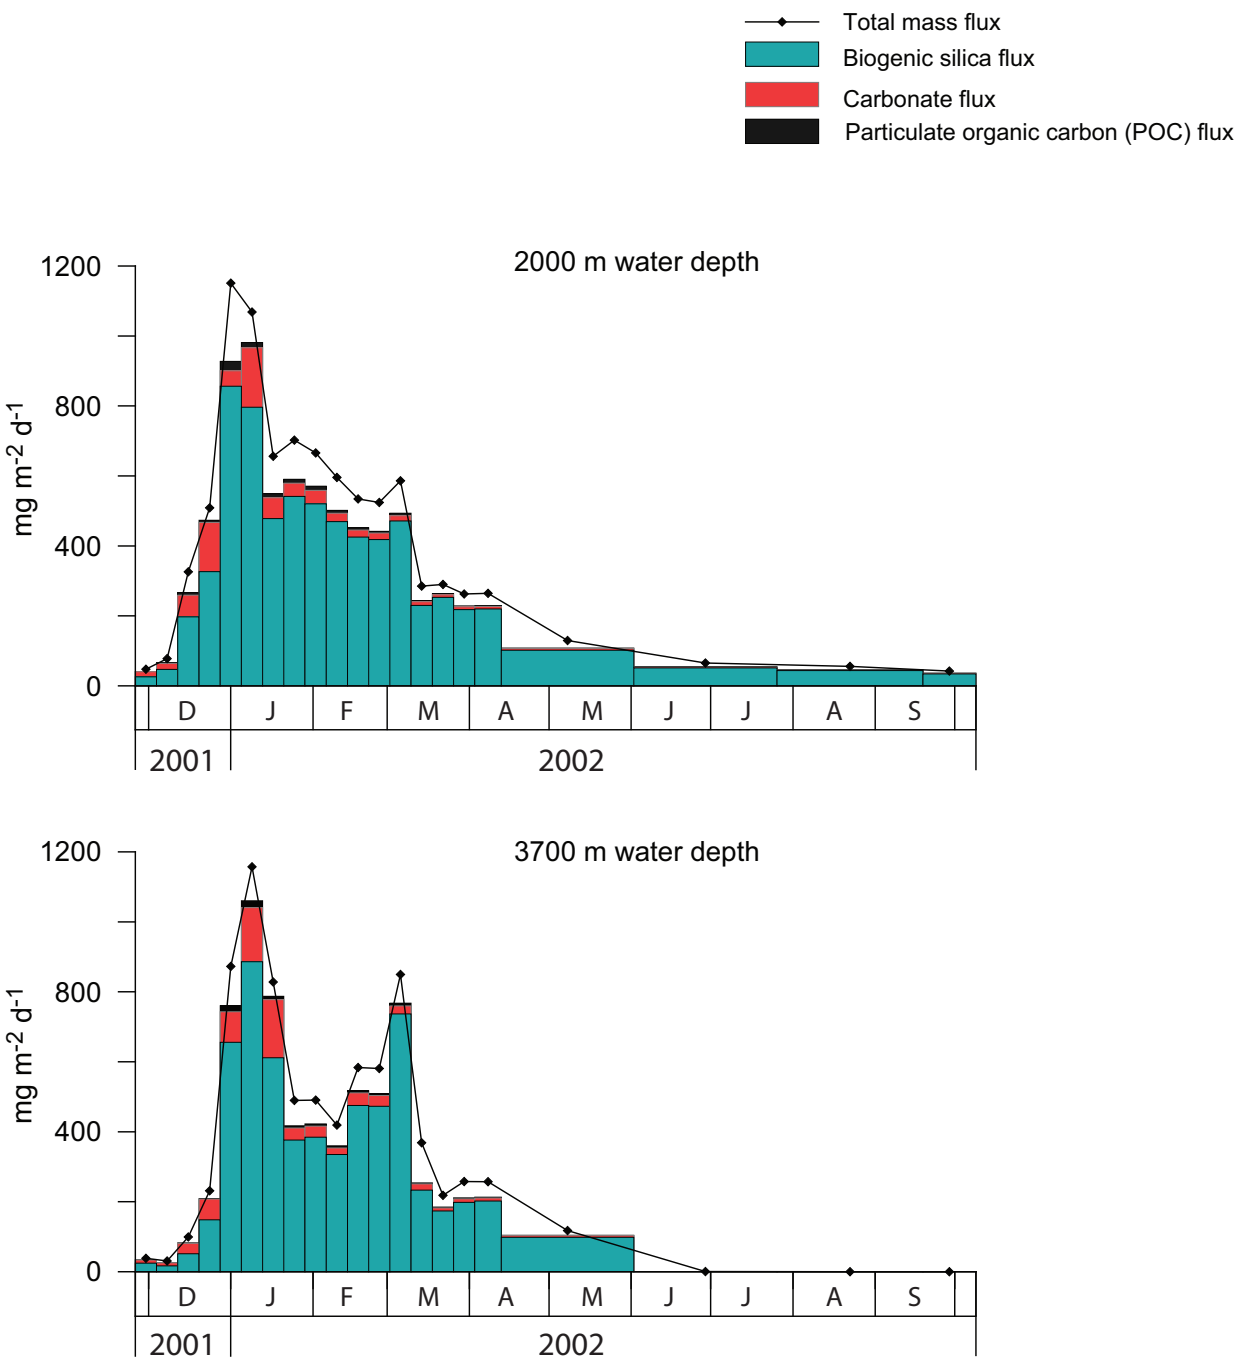 Total mass flux
Biogenic silica flux
Carbonate flux
Particulate organic carbon (POC) flux
2000 m water depth
1200
800
400
0
mg m-2 d-1
D J F M A M J J A S
2001 2002
3700 m water depth
1200
800
400
0
mg m-2 d-1
D J F M A M J J A S
2001 2002